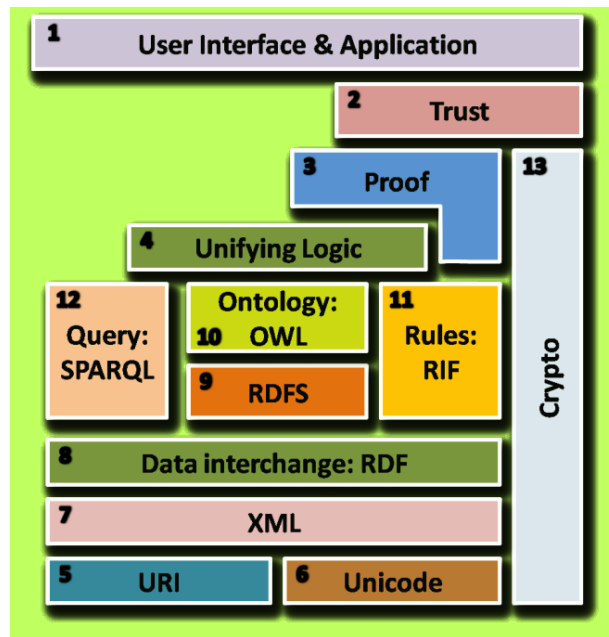 1 User Interface & Application
2 Trust
3 Proof
13 Crypto
4 Unifying Logic
12
Query:
SPARQL
Ontology:
10 OWL
11
Rules:
RIF
9 RDFS
8 Data interchange: RDF
7 XML
5 URI
6 Unicode